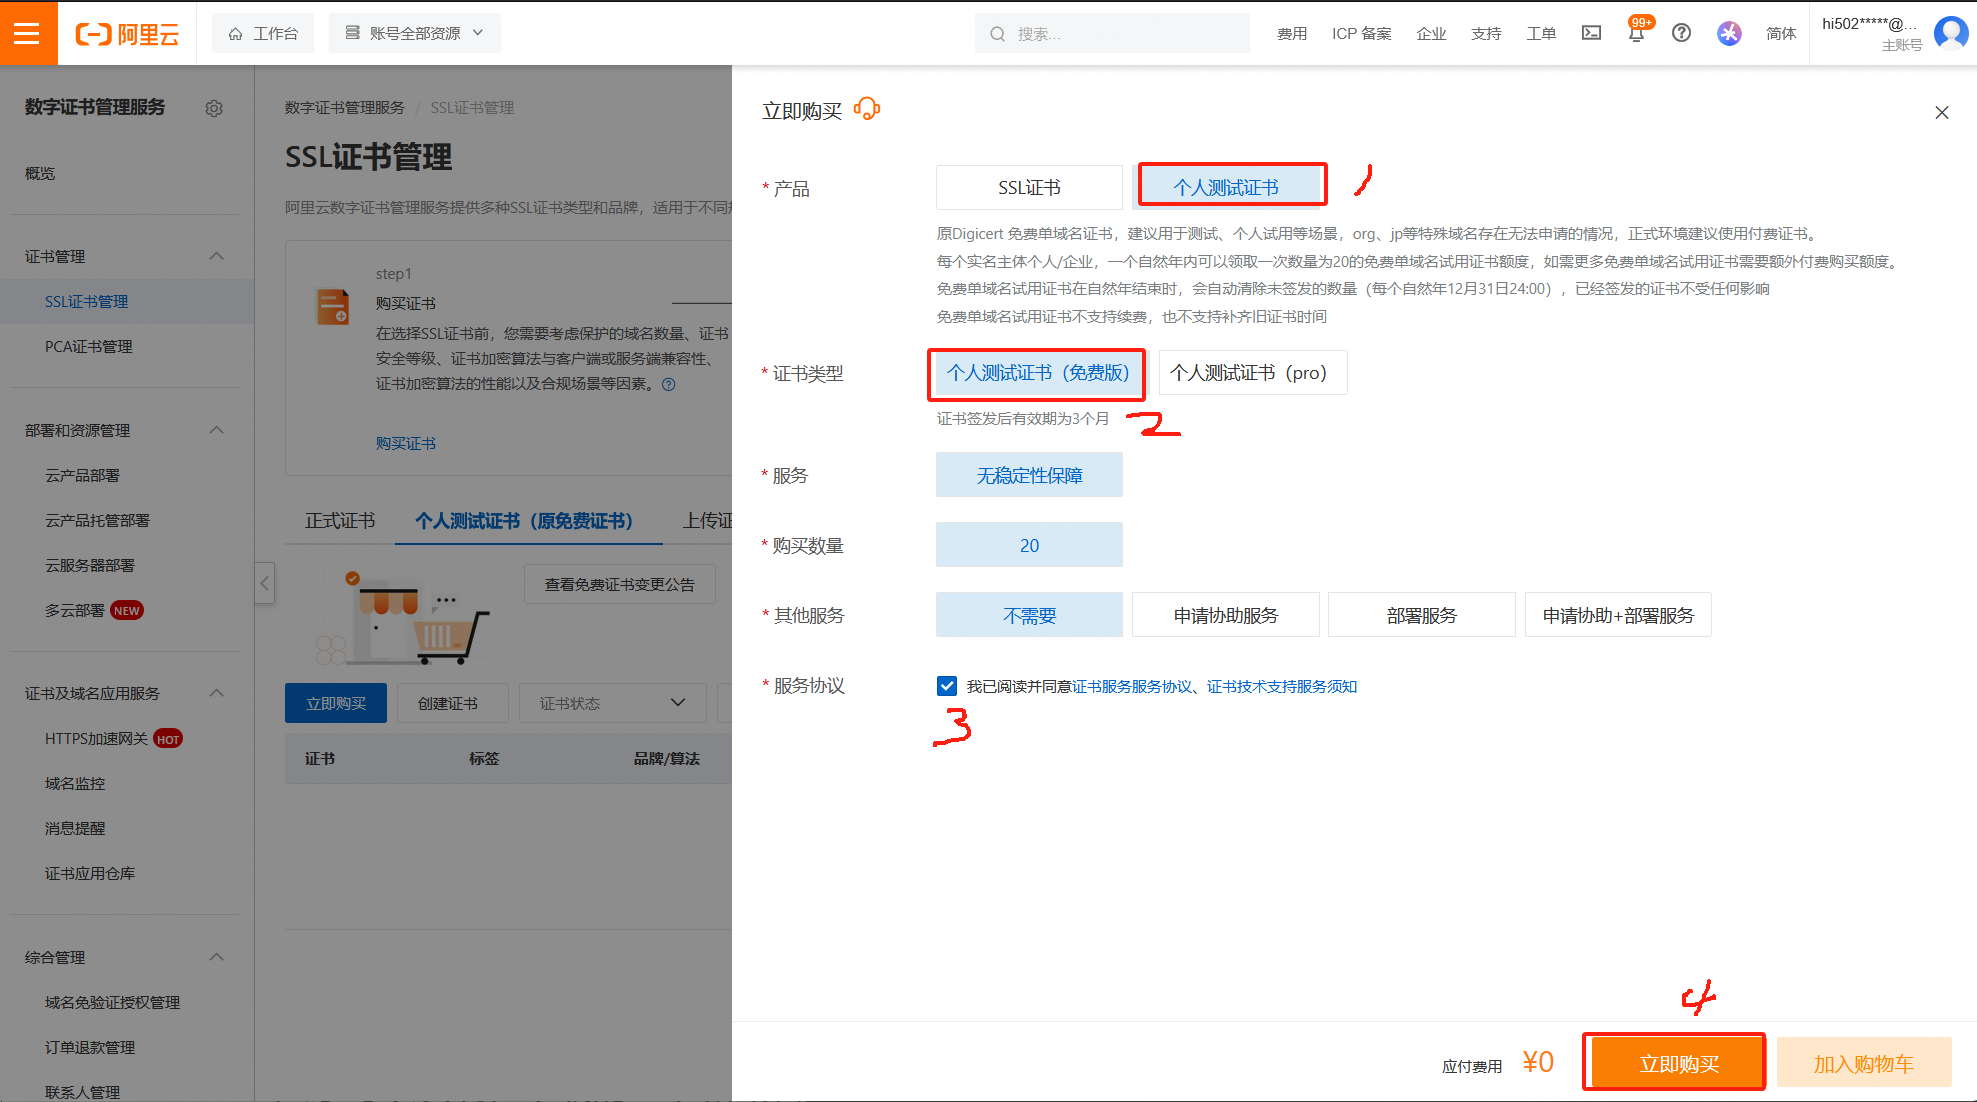 阿里云
工作台
账号全部资源
搜索...
费用
ICP 备案
企业
支持
工单
99+
简体
hi502*****@...
主账号
数字证书管理服务
概览
证书管理
SSL证书管理
PCA证书管理
部署和资源管理
云产品部署
云产品托管部署
云服务器部署
多云部署 NEW
证书及域名应用服务
HTTPS加速网关 HOT
域名监控
消息提醒
证书应用仓库
综合管理
域名免验证授权管理
订单退款管理
联系人管理
数字证书管理服务 / SSL证书管理
SSL证书管理
阿里云数字证书管理服务提供多种SSL证书类型和品牌，适用于不同
step1
购买证书
在选择SSL证书前，您需要考虑保护的域名数量、证书
安全等级、证书加密算法与客户端或服务端兼容性、
证书加密算法的性能以及合规场景等因素。
购买证书
正式证书
个人测试证书（原免费证书）
上传证
查看免费证书变更公告
立即购买
创建证书
证书状态
证书
标签
品牌/算法
立即购买
* 产品
SSL证书
个人测试证书
1
原Digicert 免费单域名证书，建议用于测试、个人试用等场景，org、jp等特殊域名存在无法申请的情况，正式环境建议使用付费证书。
每个实名主体个人/企业，一个自然年内可以领取一次数量为20的免费单域名试用证书额度，如需更多免费单域名试用证书需要额外付费购买额度。
免费单域名试用证书在自然年结束时，会自动清除未签发的数量（每个自然年12月31日24:00），已经签发的证书不受任何影响
免费单域名试用证书不支持续费，也不支持补齐旧证书时间
* 证书类型
个人测试证书（免费版）
个人测试证书（pro）
证书签发后有效期为3个月
2
* 服务
无稳定性保障
* 购买数量
20
* 其他服务
不需要
申请协助服务
部署服务
申请协助+部署服务
* 服务协议
我已阅读并同意证书服务服务协议、证书技术支持服务须知
3
4
应付费用 ¥0
立即购买
加入购物车